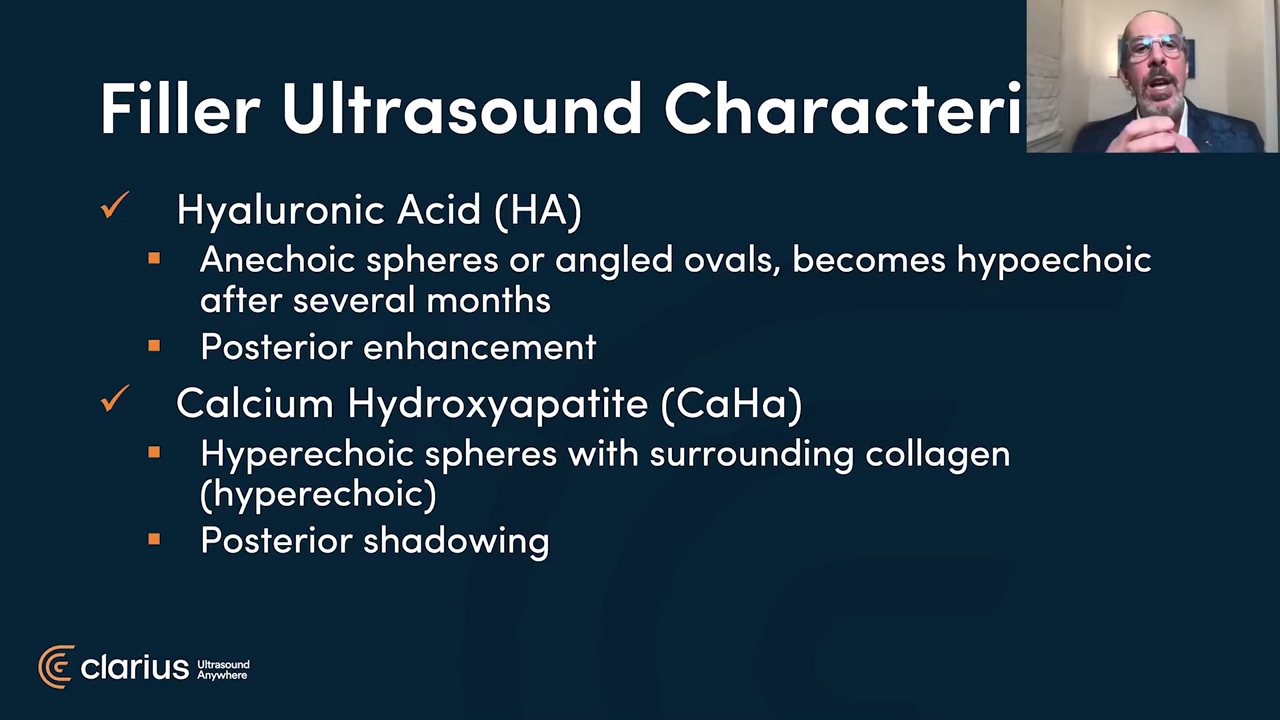 Filler Ultrasound Characteri
Hyaluronic Acid (HA)
Anechoic spheres or angled ovals, becomes hypoechoic
after several months
Posterior enhancement
Calcium Hydroxyapatite (CaHa)
Hyperechoic spheres with surrounding collagen
(hyperechoic)
Posterior shadowing
clarius Ultrasound
Anywhere